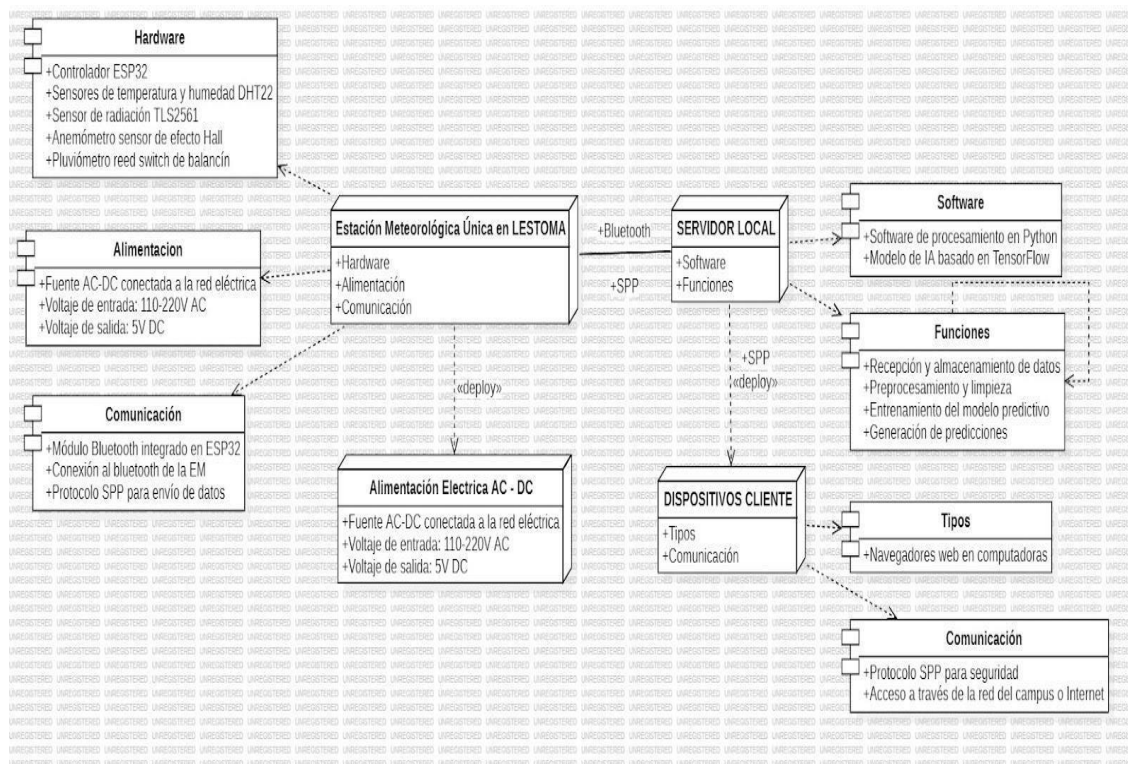 Hardware
+Controlador ESP32
+Sensores de temperatura y humedad DHT22
+Sensor de radiación TLS2561
+Anemómetro sensor de efecto Hall
+Pluviómetro reed switch de balancín
Alimentacion
+Fuente AC-DC conectada a la red eléctrica
+Voltaje de entrada: 110-220V AC
+Voltaje de salida: 5V DC
Comunicación
+Módulo Bluetooth integrado en ESP32
+Conexión al bluetooth de la EM
+Protocolo SPP para envío de datos
Estación Meteorológica Única en LESTOMA
+Hardware
+Alimentación
+Comunicación
+Bluetooth
+SPP
SERVIDOR LOCAL
+Software
+Funciones
Software
+Software de procesamiento en Python
+Modelo de IA basado en TensorFlow
Funciones
+Recepción y almacenamiento de datos
+Preprocesamiento y limpieza
+Entrenamiento del modelo predictivo
+Generación de predicciones
«deploy»
+SPP
«deploy»
Alimentación Electrica AC - DC
+Fuente AC-DC conectada a la red eléctrica
+Voltaje de entrada: 110-220V AC
+Voltaje de salida: 5V DC
DISPOSITIVOS CLIENTE
+Tipos
+Comunicación
Tipos
+Navegadores web en computadoras
Comunicación
+Protocolo SPP para seguridad
+Acceso a través de la red del campus o Internet
UNREGISTERED